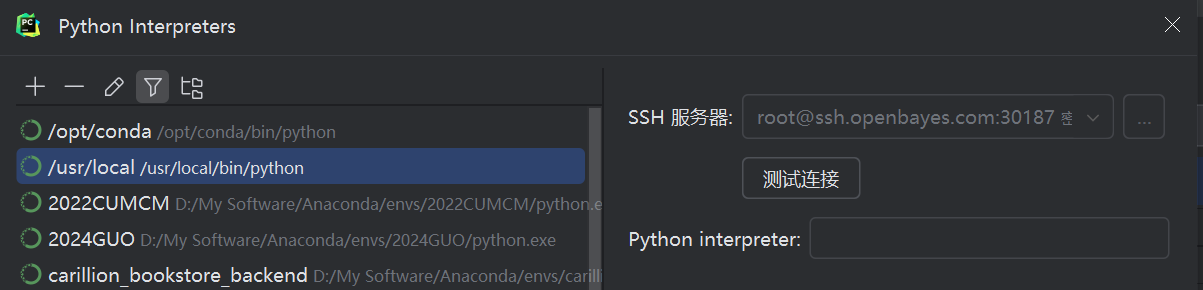 PC
Python Interpreters
/opt/conda /opt/conda/bin/python
/usr/local /usr/local/bin/python
2022CUMCM D:/My Software/Anaconda/envs/2022CUMCM/python.e
2024GUO D:/My Software/Anaconda/envs/2024GUO/python.exe
carillion_bookstore_backend D:/My Software/Anaconda/envs/carilli
SSH 服务器: root@ssh.openbayes.com:30187
...
测试连接
Python interpreter: